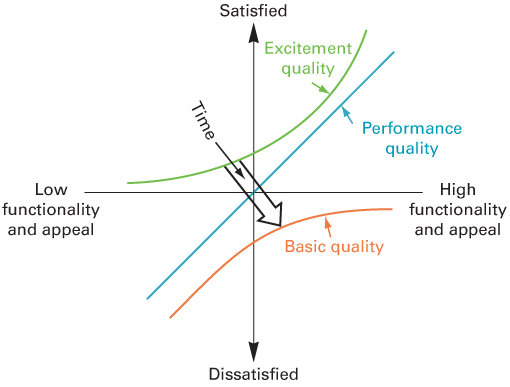 Satisfied
Excitement
quality
Time
Performance
quality
Low
functionality
and appeal
High
functionality
and appeal
Basic quality
Dissatisfied